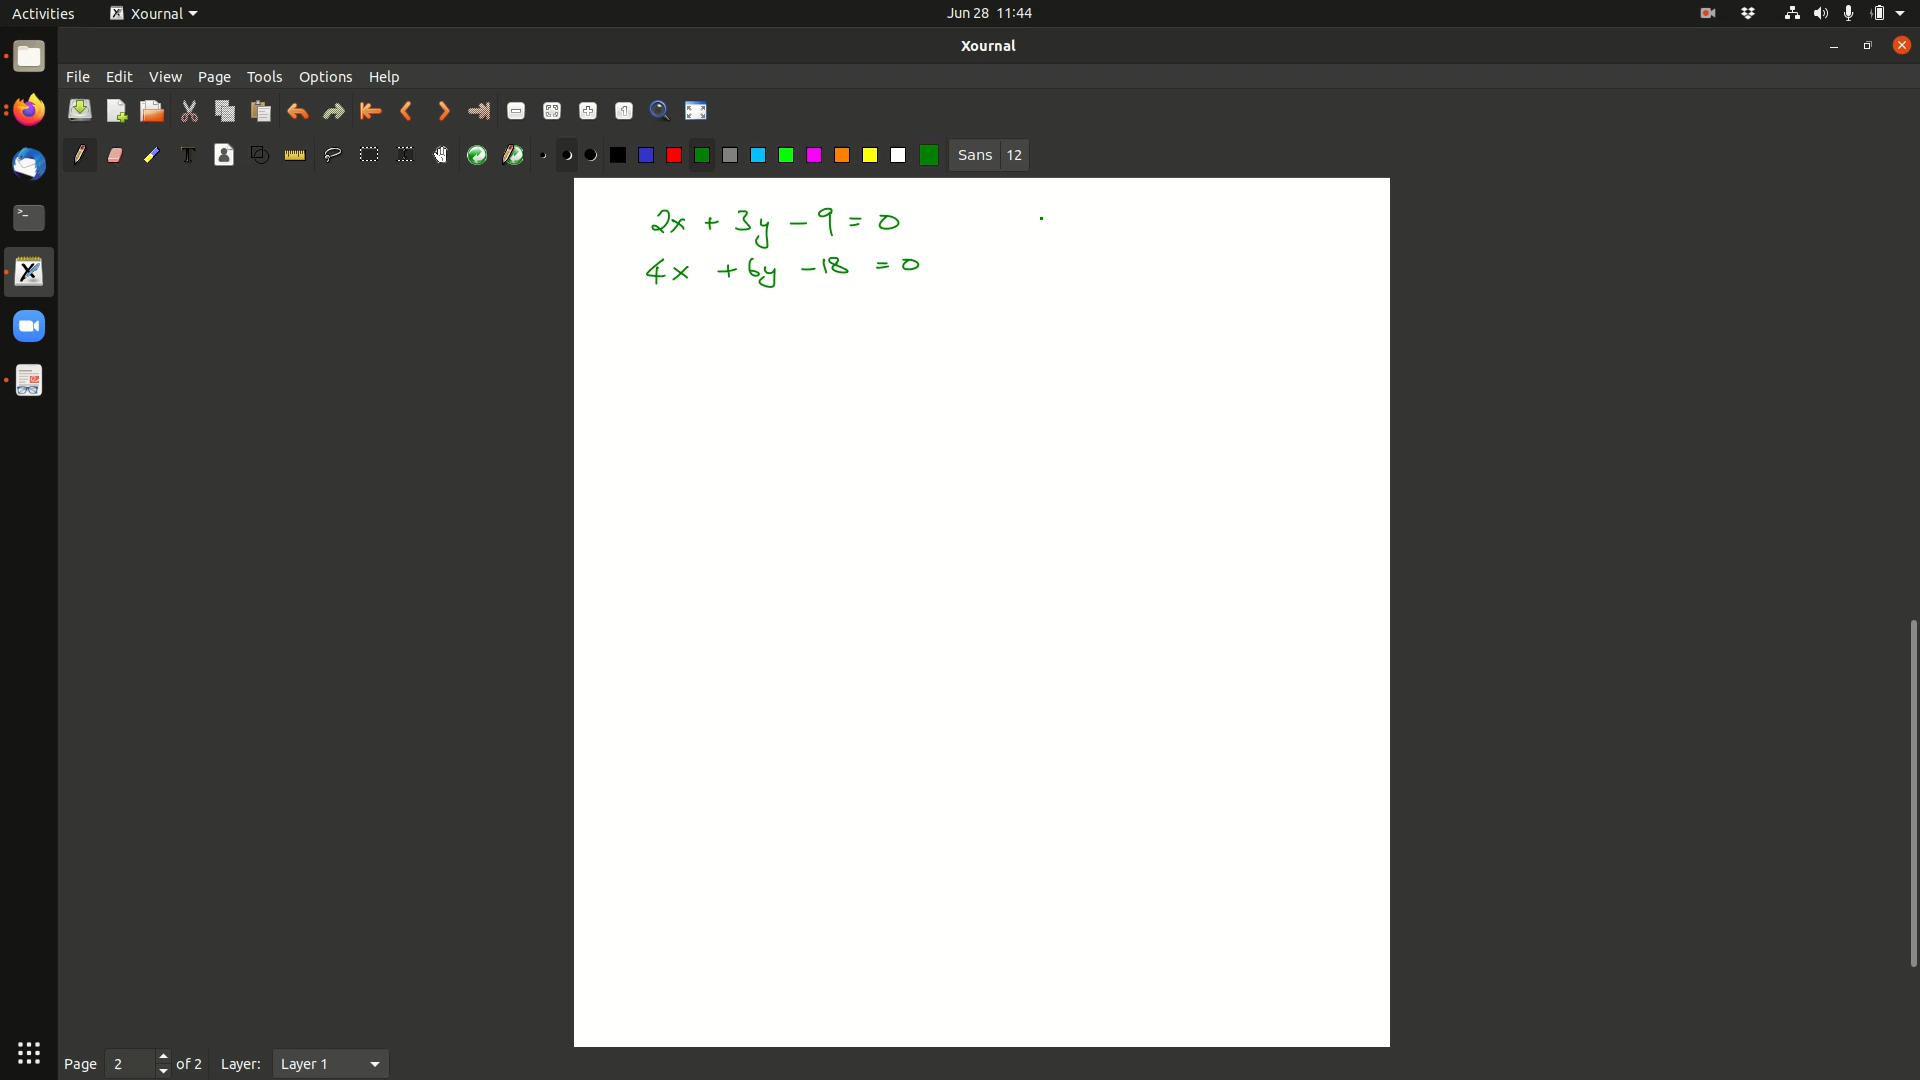 Activities Xournal Jun 28 11:44
Xournal
File Edit View Page Tools Options Help
Sans 12
2x + 3y - 9 = 0
4x + 6y - 18 = 0
Page 2 of 2 Layer: Layer 1